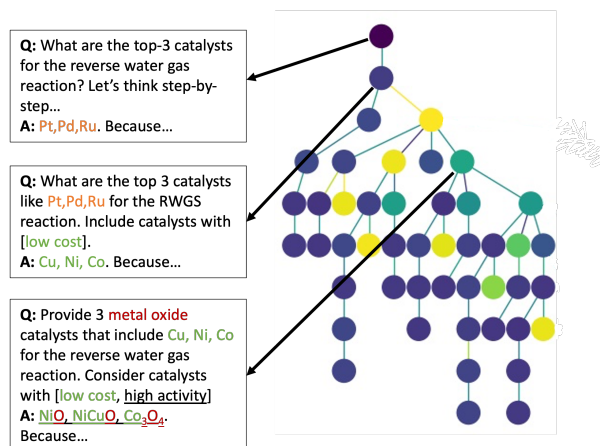 Q: What are the top-3 catalysts
for the reverse water gas
reaction? Let's think step-by-
step...
A: Pt,Pd,Ru. Because...
Q: What are the top 3 catalysts
like Pt,Pd,Ru for the RWGS
reaction. Include catalysts with
[low cost].
A: Cu, Ni, Co. Because...
Q: Provide 3 metal oxide
catalysts that include Cu, Ni, Co
for the reverse water gas
reaction. Consider catalysts
with [low cost, high activity]
A: NiO, NiCuO, Co₃O₄.
Because...